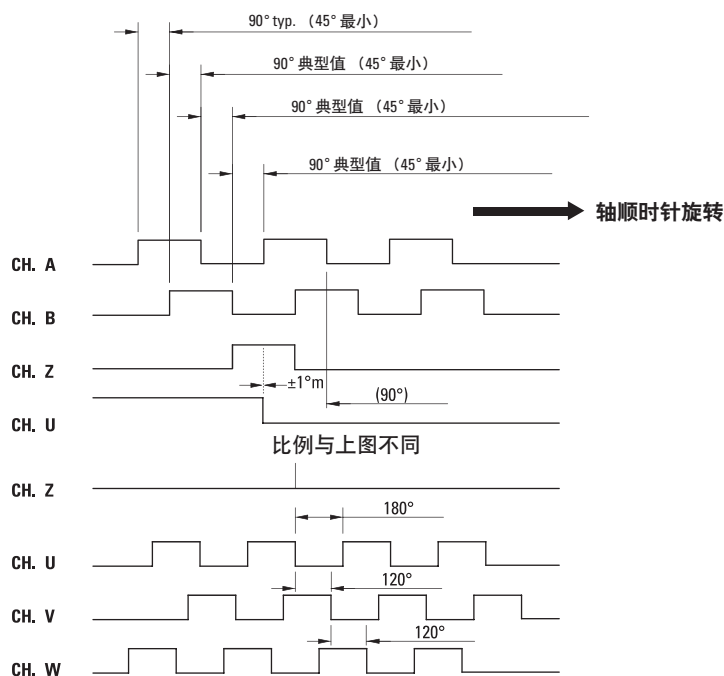 90° typ. （45° 最小）
90° 典型值 （45° 最小）
90° 典型值 （45° 最小）
90° 典型值 （45° 最小）
轴顺时针旋转
CH. A
CH. B
CH. Z
±1°m
(90°)
CH. U
比例与上图不同
CH. Z
180°
CH. U
120°
CH. V
120°
CH. W